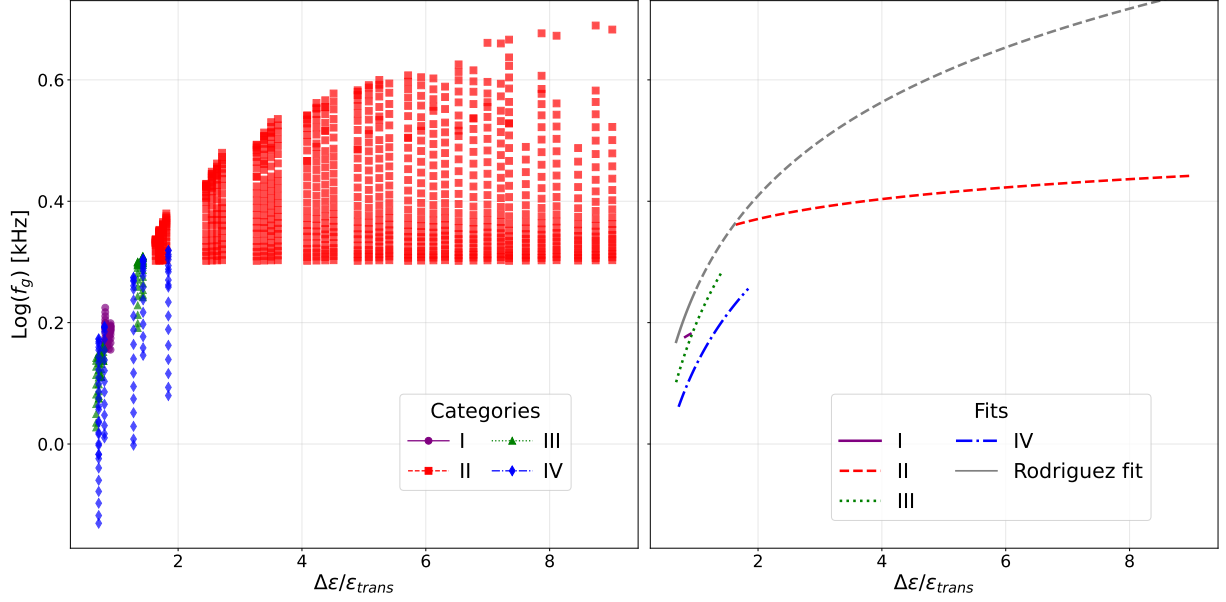 Log(f_g) [kHz]
0.6
0.4
0.2
0.0
Categories
I
II
III
IV
2
4
6
8
Δε/ε_trans
Fits
I
II
III
IV
Rodriguez fit
2
4
6
8
Δε/ε_trans